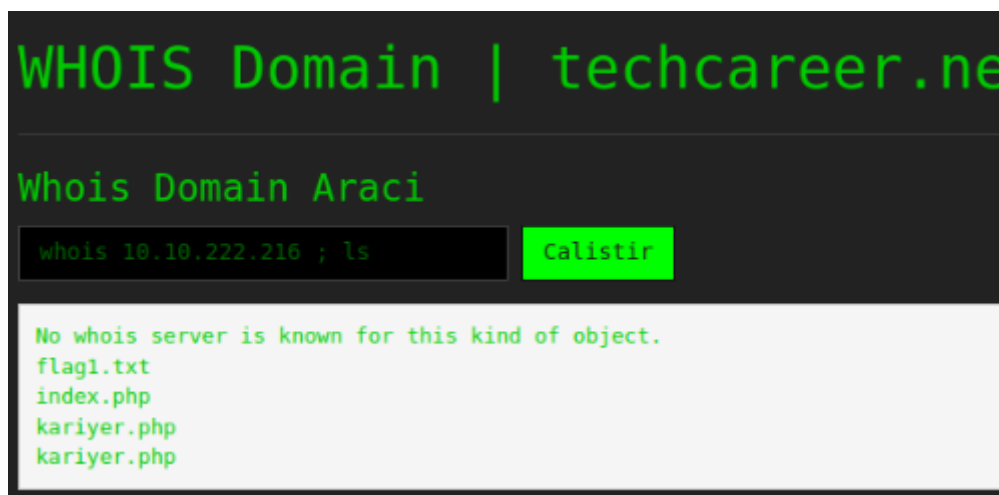 WHOIS Domain | techcareer.ne
Whois Domain Araci
whois 10.10.222.216 ; ls
Calistir
No whois server is known for this kind of object.
flag1.txt
index.php
kariyer.php
kariyer.php